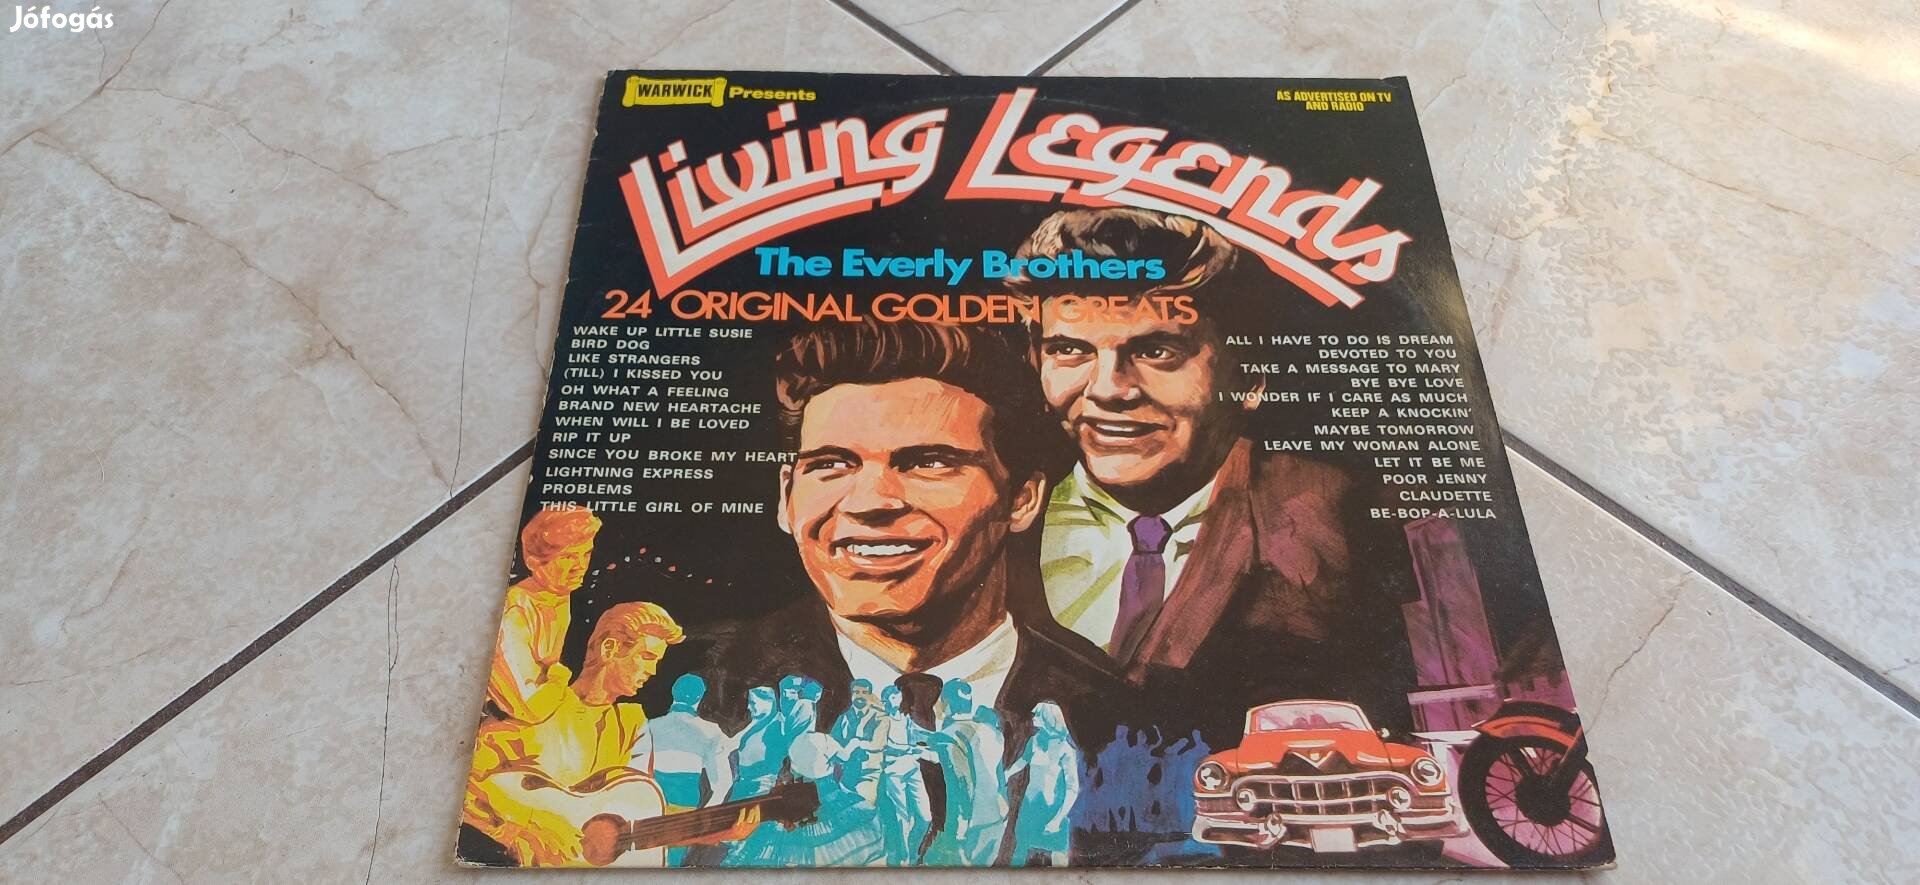 Jófogás
WARWICK Presents
AS ADVERTISED ON TV
AND RADIO
Living Legends
The Everly Brothers
24 ORIGINAL GOLDEN GREATS
WAKE UP LITTLE SUSIE
BIRD DOG
LIKE STRANGERS
(TILL) I KISSED YOU
OH WHAT A FEELING
BRAND NEW HEARTACHE
WHEN WILL I BE LOVED
RIP IT UP
SINCE YOU BROKE MY HEART
LIGHTNING EXPRESS
PROBLEMS
THIS LITTLE GIRL OF MINE
ALL I HAVE TO DO IS DREAM
DEVOTED TO YOU
TAKE A MESSAGE TO MARY
BYE BYE LOVE
I WONDER IF I CARE AS MUCH
KEEP A KNOCKIN'
MAYBE TOMORROW
LEAVE MY WOMAN ALONE
LET IT BE ME
POOR JENNY
CLAUDETTE
BE-BOP-A-LULA